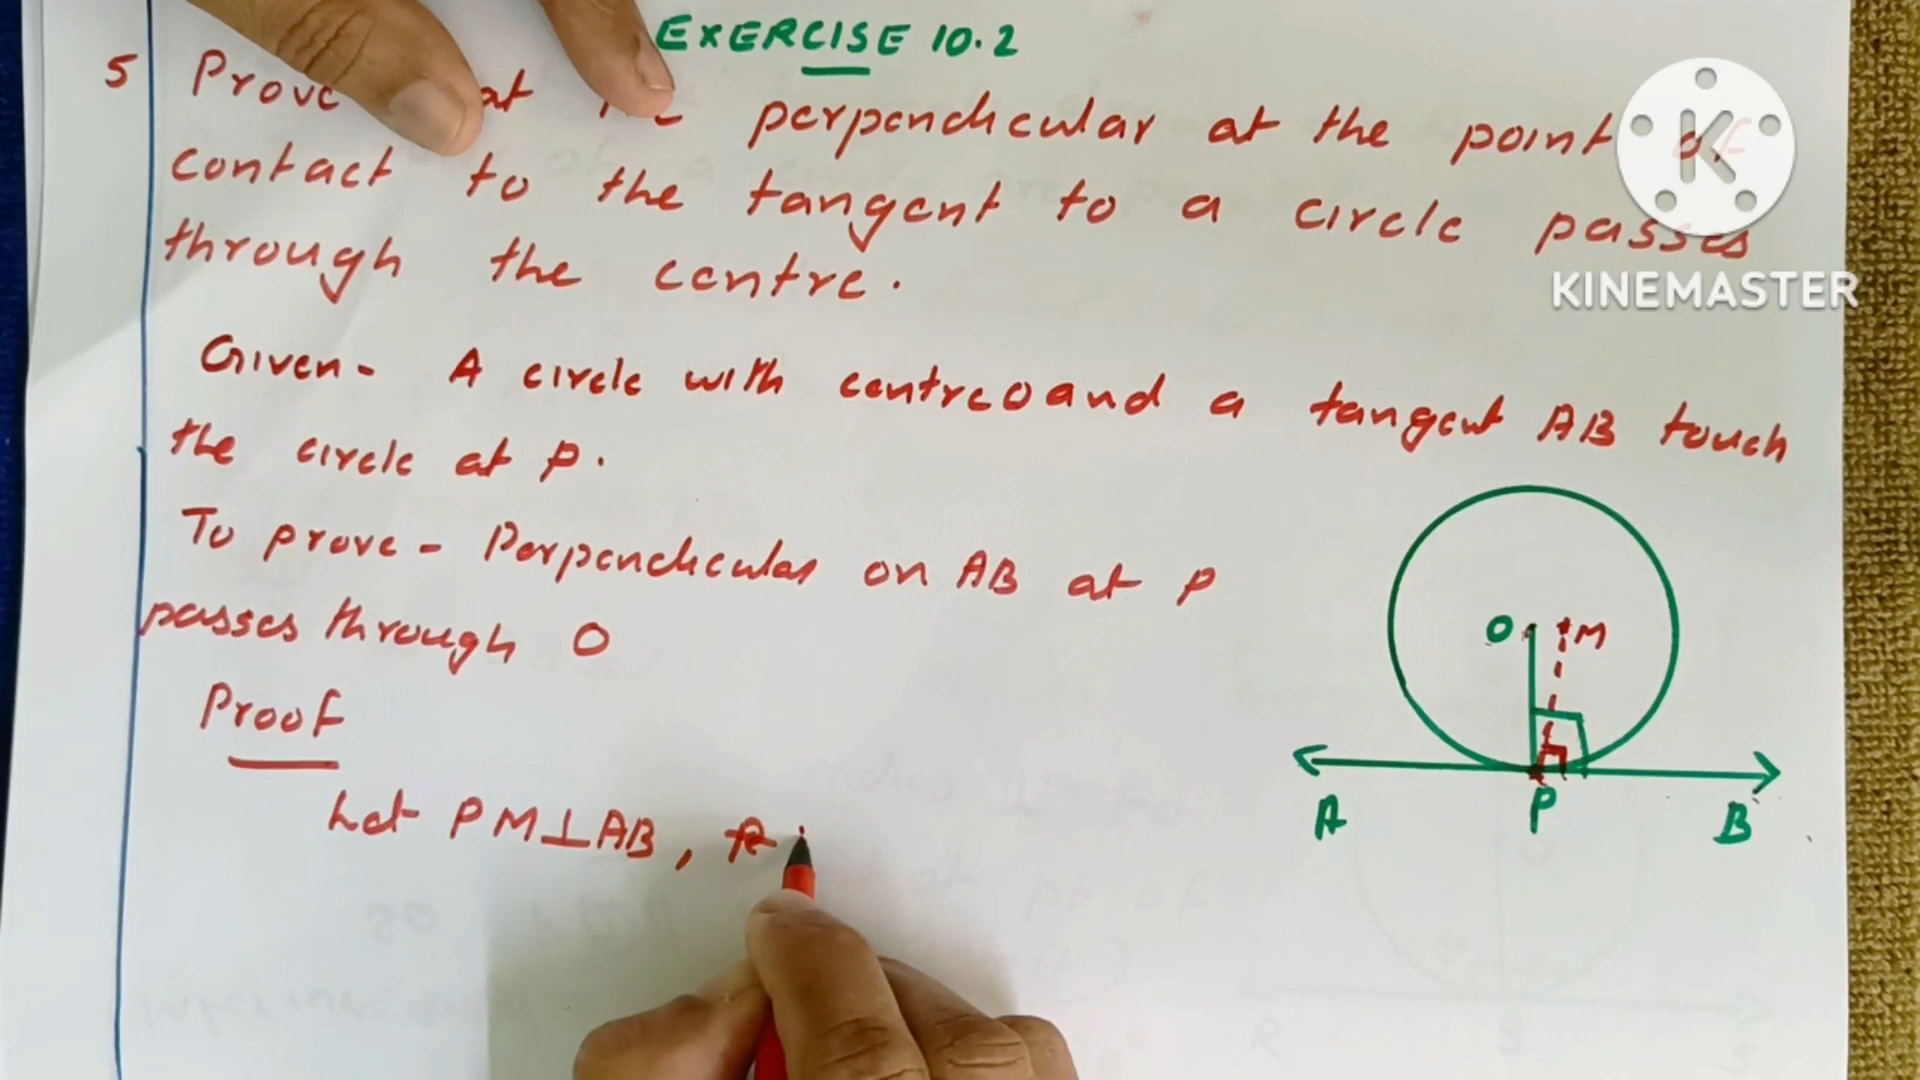 EXERCISE 10.2
5 Prove at perpendicular at the point of
contact to the tangent to a circle passes
through the centre.
KINEMASTER
Given- A circle with centre O and a tangent AB touch
the circle at P.
To prove - Perpendicular on AB at P
passes through O
O M
Proof
A P B
Let PM⊥AB,